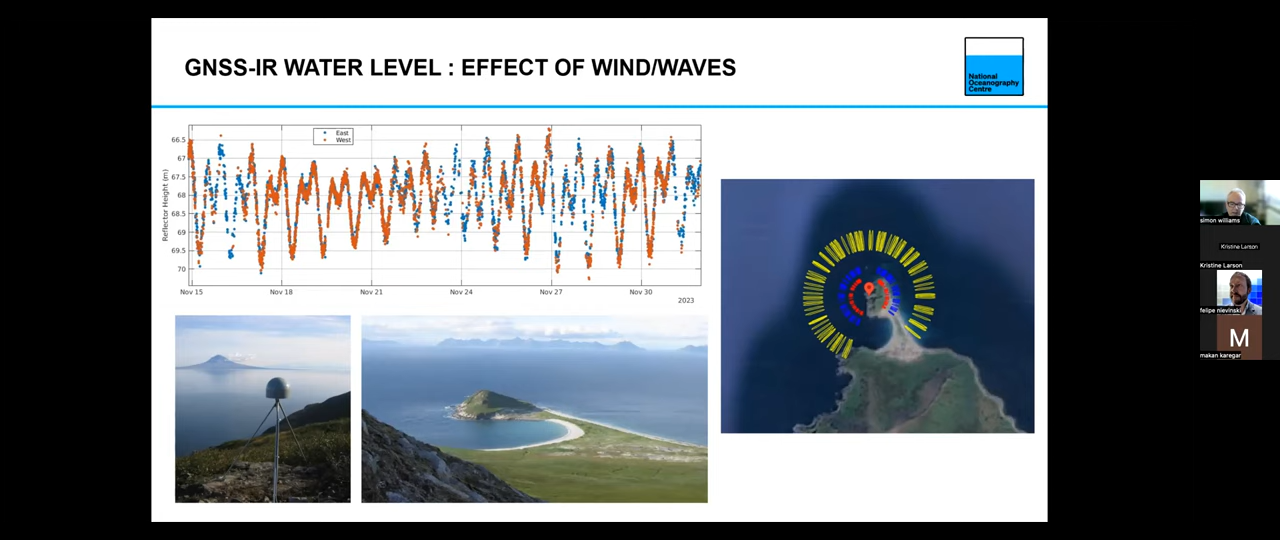 GNSS-IR WATER LEVEL : EFFECT OF WIND/WAVES
National
Oceanography
Centre
East
West
Reflector Height (m)
66.5
67
67.5
68
68.5
69
69.5
70
Nov 15
Nov 18
Nov 21
Nov 24
Nov 27
Nov 30
2023
simon williams
Kristine Larson
Kristine Larson
felipe nievinski
M
makan karegar